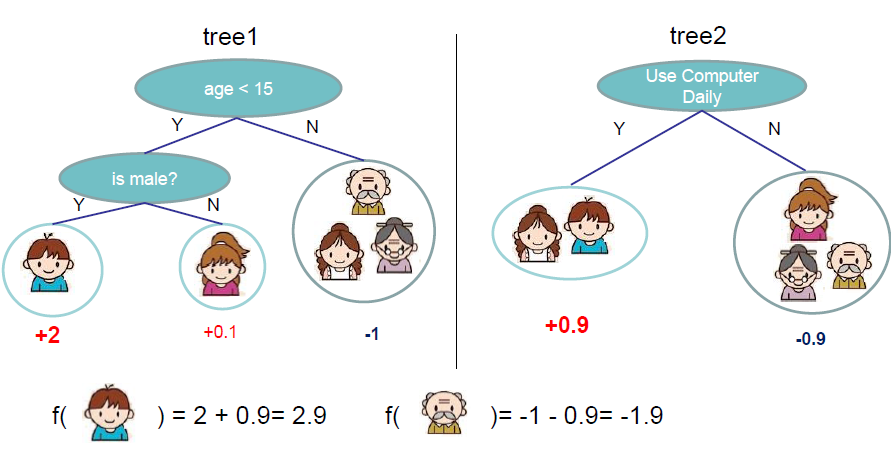 tree1
tree2
age < 15
Use Computer
Daily
Y
N
Y
N
is male?
Y
N
+2
+0.1
-1
+0.9
-0.9
f( ) = 2 + 0.9= 2.9
f( )= -1 - 0.9= -1.9